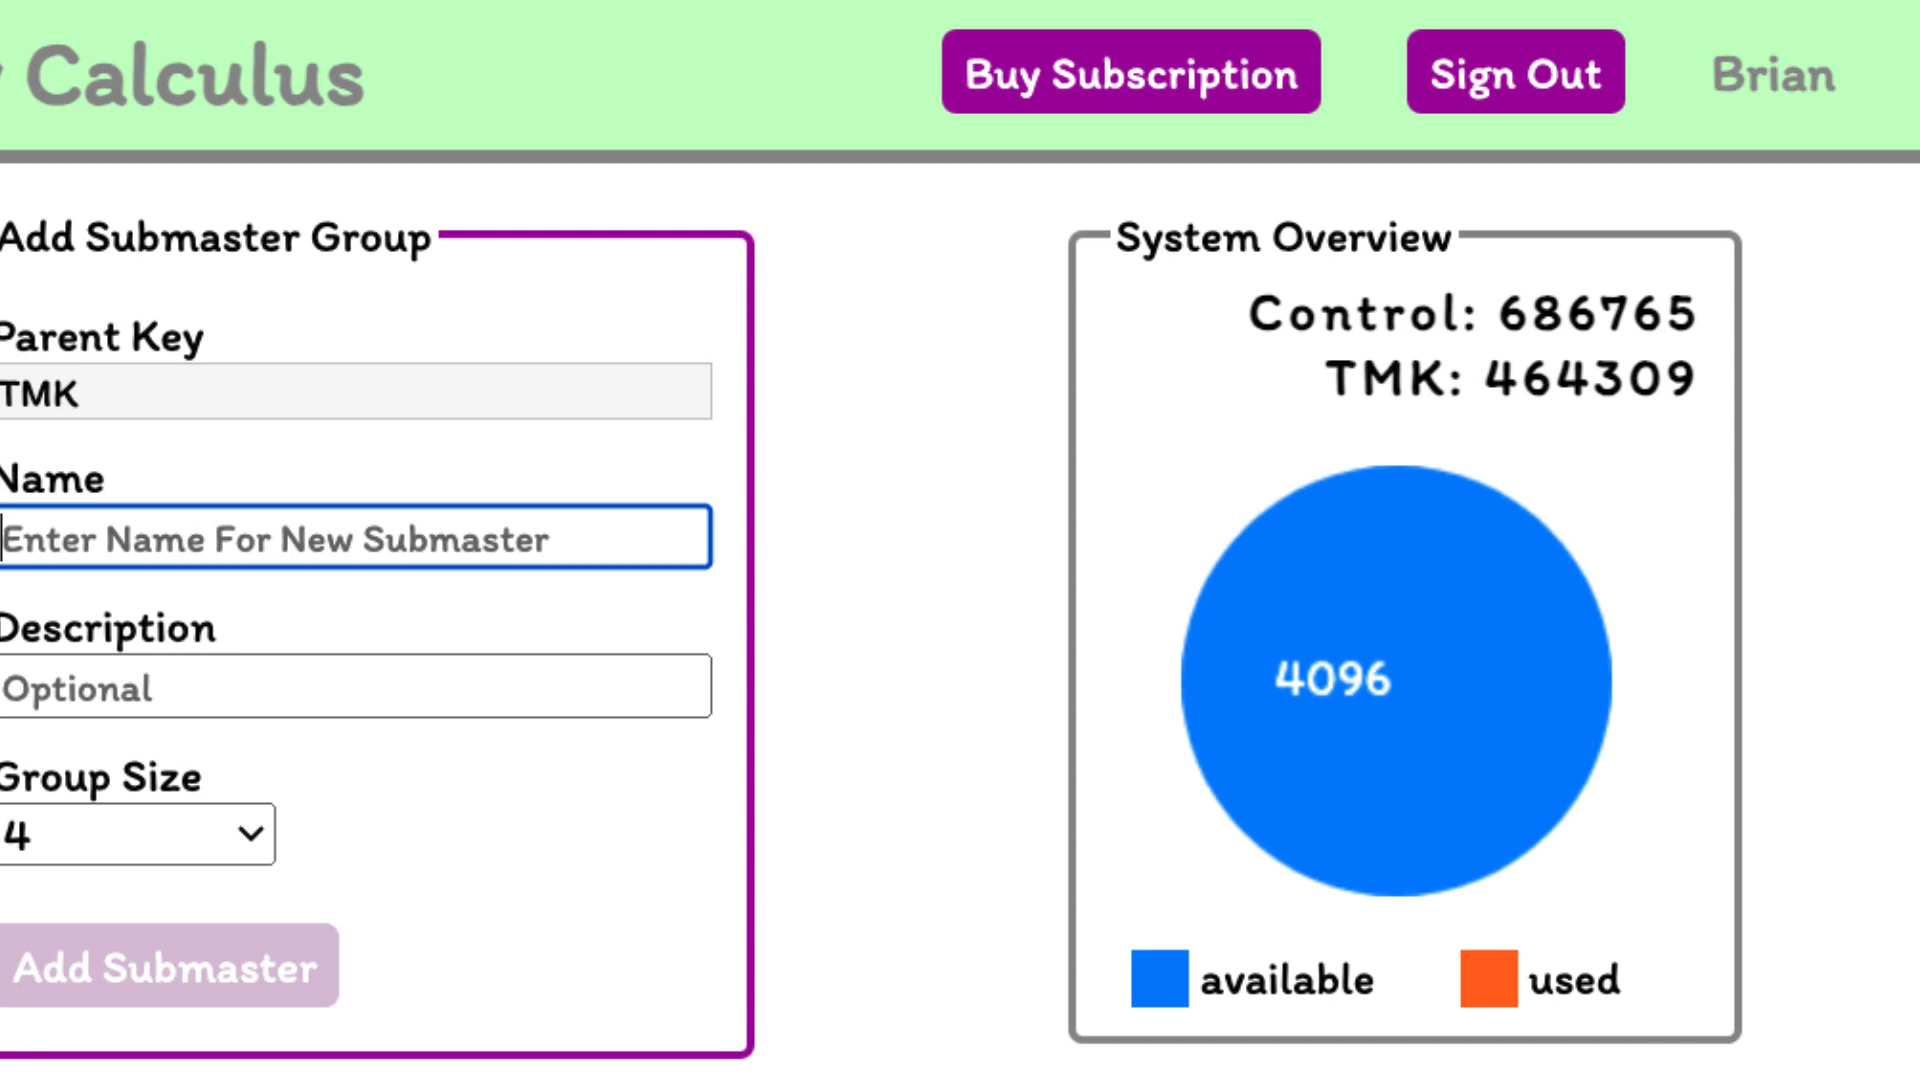 Calculus
Buy Subscription
Sign Out
Brian
Add Submaster Group
Parent Key
TMK
Name
Enter Name For New Submaster
Description
Optional
Group Size
4
Add Submaster
System Overview
Control: 686765
TMK: 464309
4096
available
used